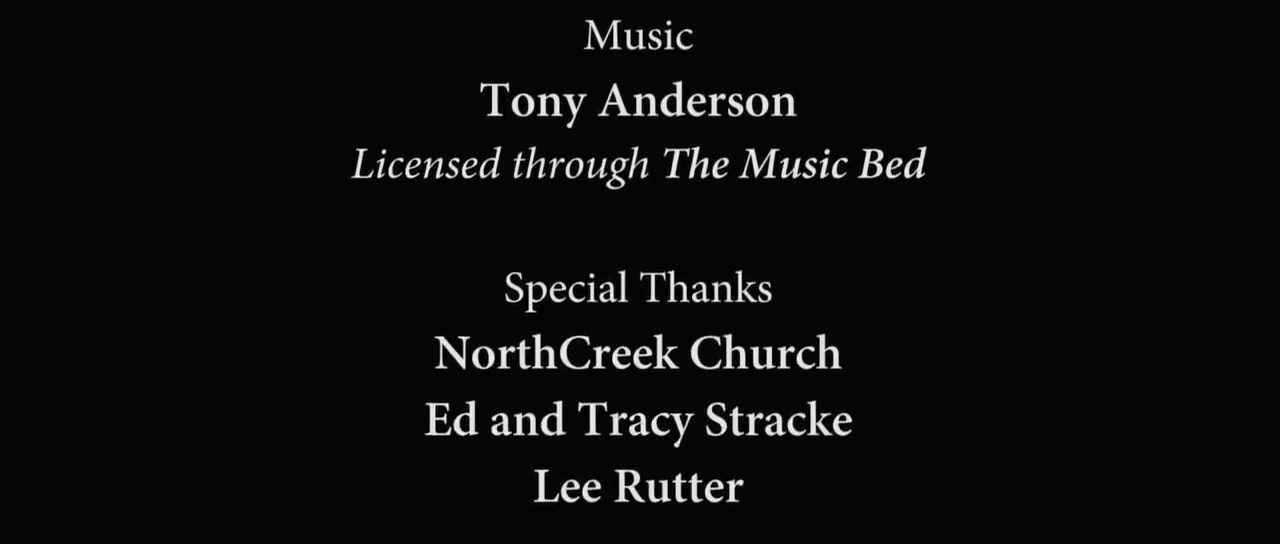 Music
Tony Anderson
Licensed through The Music Bed
Special Thanks
NorthCreek Church
Ed and Tracy Stracke
Lee Rutter